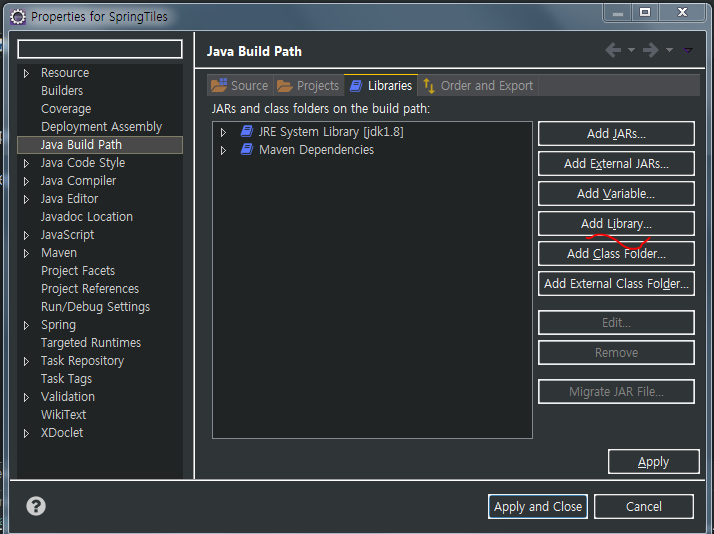 Properties for SpringTiles
Resource
Builders
Coverage
Deployment Assembly
Java Build Path
Java Code Style
Java Compiler
Java Editor
Javadoc Location
JavaScript
Maven
Project Facets
Project References
Run/Debug Settings
Spring
Targeted Runtimes
Task Repository
Task Tags
Validation
WikiText
XDoclet
Java Build Path
Source Projects Libraries Order and Export
JARs and class folders on the build path:
JRE System Library [jdk1.8]
Maven Dependencies
Add JARs...
Add External JARs...
Add Variable...
Add Library...
Add Class Folder...
Add External Class Folder...
Edit...
Remove
Migrate JAR File...
Apply
Apply and Close Cancel